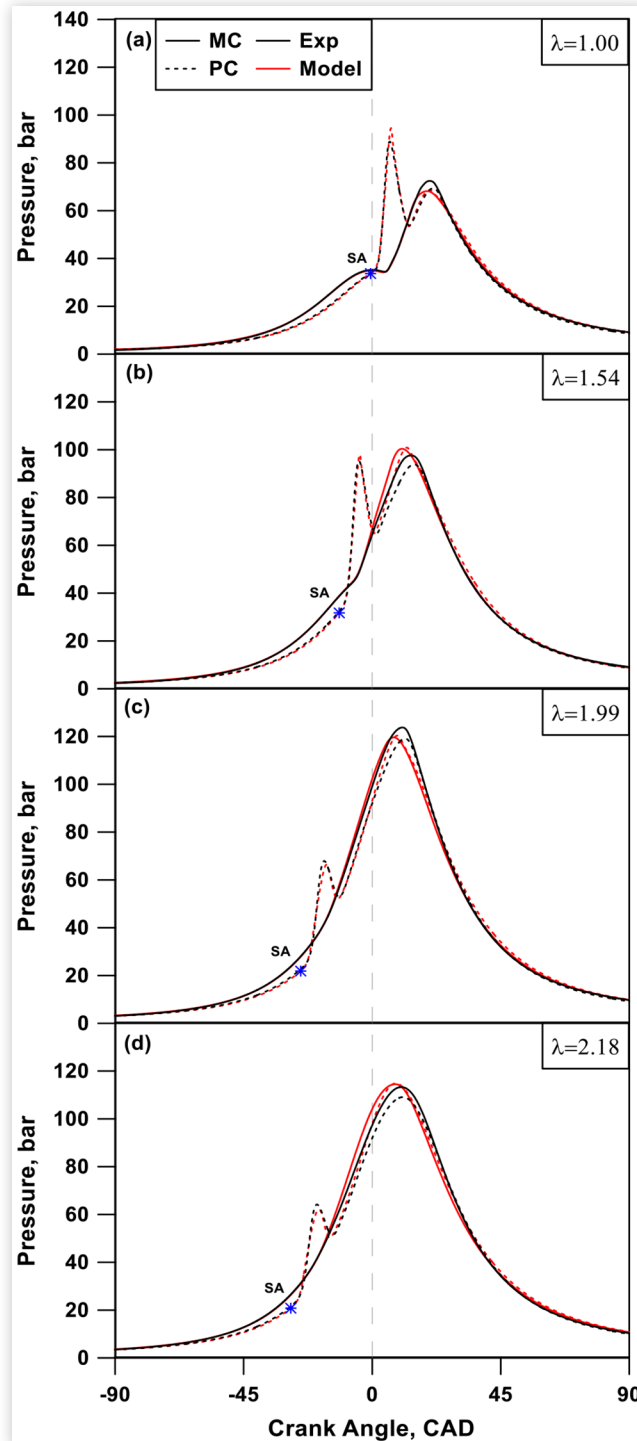 140
(a) MC Exp λ=1.00
PC Model
120
100
80
60
SA
40
20
0
Pressure, bar
(b) λ=1.54
120
100
80
60
SA
40
20
0
Pressure, bar
(c) λ=1.99
120
100
80
60
40
SA
20
0
Pressure, bar
(d) λ=2.18
120
100
80
60
40
SA
20
0
Pressure, bar
-90 -45 0 45 90
Crank Angle, CAD